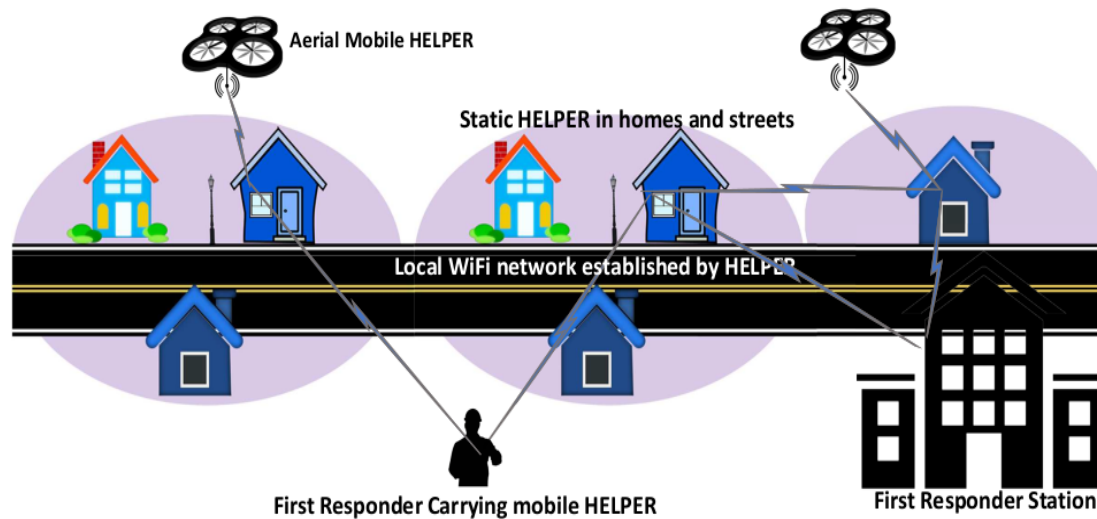 Aerial Mobile HELPER
Static HELPER in homes and streets
Local WiFi network established by HELPER
First Responder Carrying mobile HELPER
First Responder Station